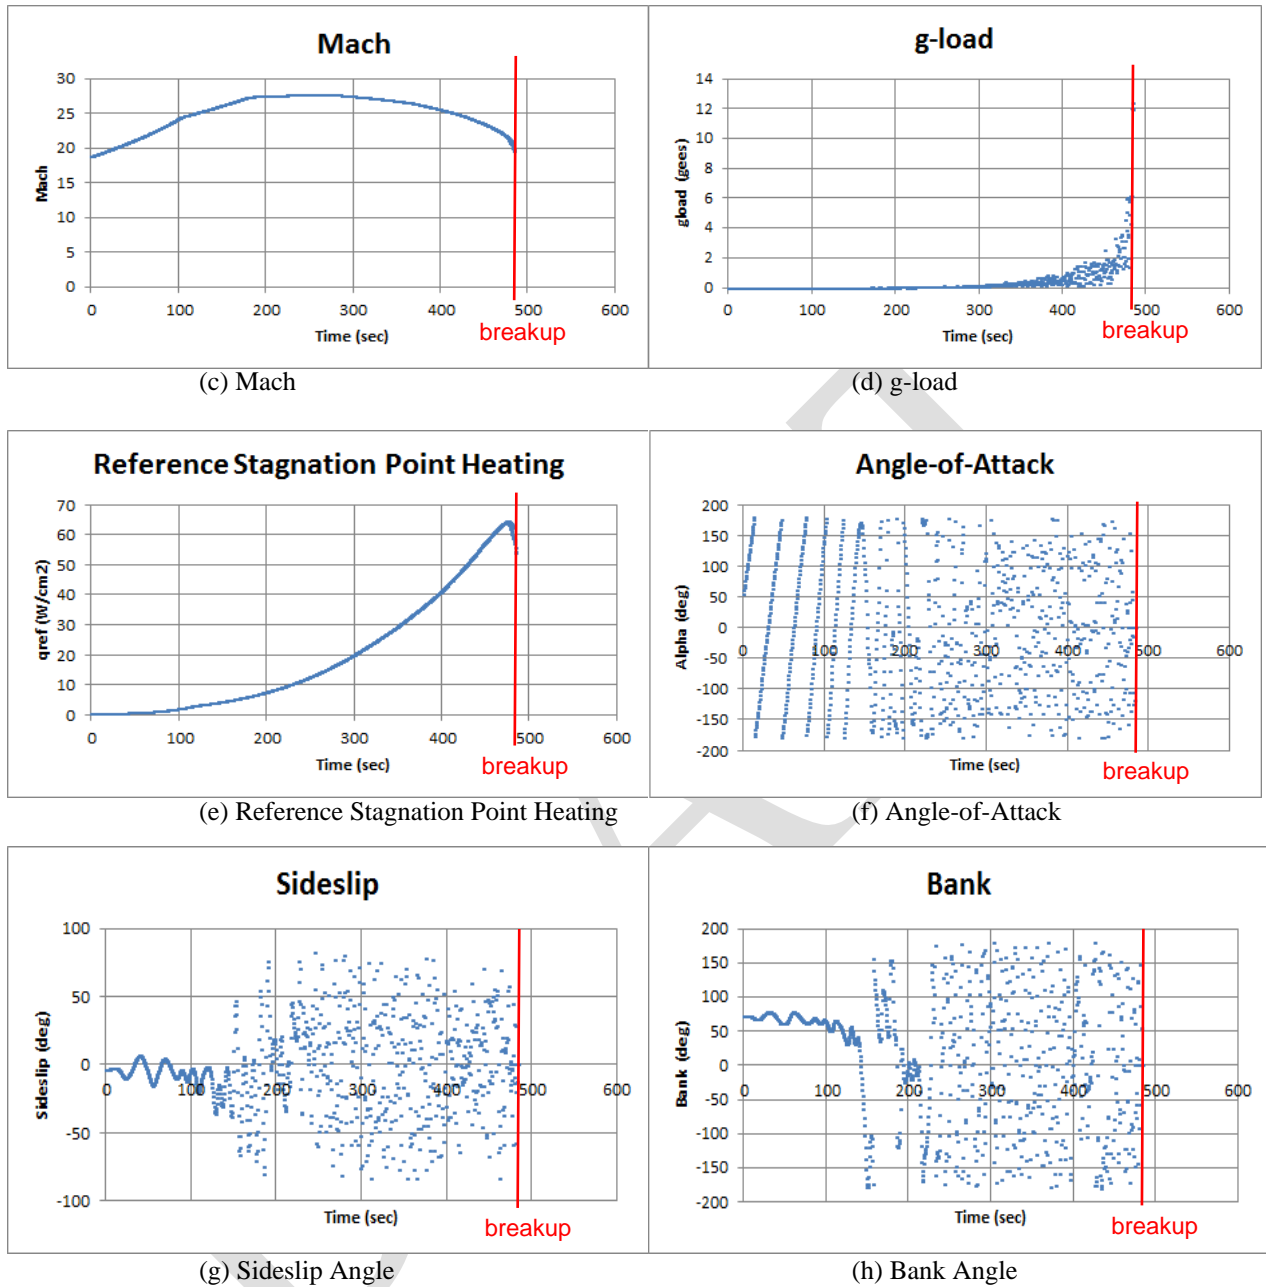 Mach
30
25
20
15
10
5
0
Mach
0 100 200 300 400 500 600
Time (sec)
breakup
(c) Mach
g-load
14
12
10
8
6
4
2
0
gload (gees)
0 100 200 300 400 500 600
Time (sec)
breakup
(d) g-load
Reference Stagnation Point Heating
70
60
50
40
30
20
10
0
qref (W/cm2)
0 100 200 300 400 500 600
Time (sec)
breakup
(e) Reference Stagnation Point Heating
Angle-of-Attack
200
150
100
50
0
-50
-100
-150
-200
Alpha (deg)
0 100 200 300 400 500 600
Time (sec)
breakup
(f) Angle-of-Attack
Sideslip
100
50
0
-50
-100
Sideslip (deg)
0 100 200 300 400 500 600
Time (sec)
breakup
(g) Sideslip Angle
Bank
200
150
100
50
0
-50
-100
-150
-200
Bank (deg)
0 100 200 300 400 500 600
Time (sec)
breakup
(h) Bank Angle